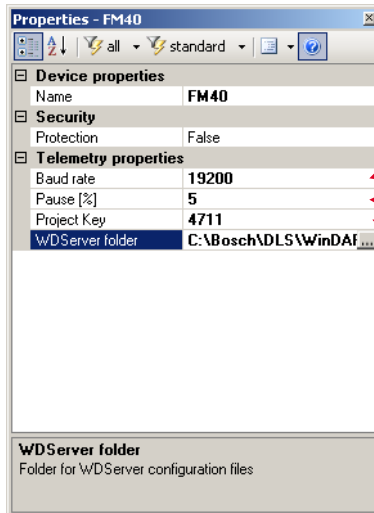 Properties - FM40
all standard
Device properties
Name FM40
Security
Protection False
Telemetry properties
Baud rate 19200
Pause [%] 5
Project Key 4711
WDServer folder C:\Bosch\DLS\WinDAF ...
WDServer folder
Folder for WDServer configuration files